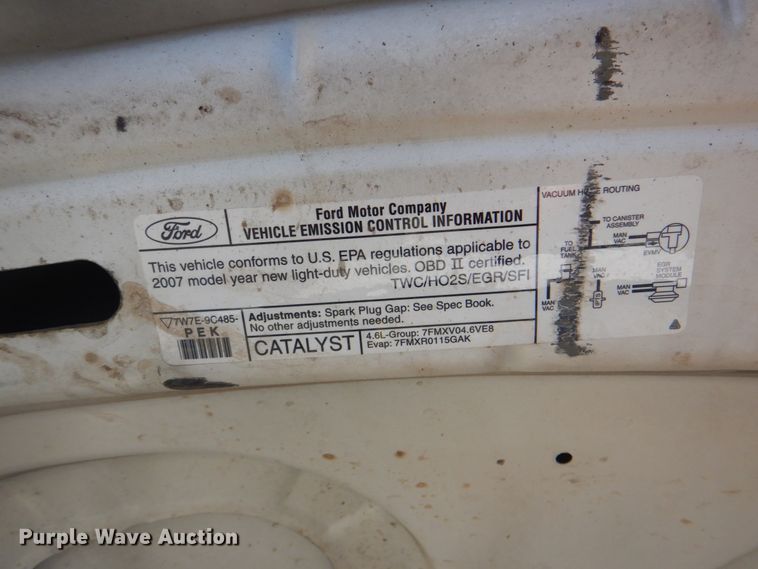 Ford
Ford Motor Company
VEHICLE EMISSION CONTROL INFORMATION
This vehicle conforms to U.S. EPA regulations applicable to
2007 model year new light-duty vehicles. OBD II certified.
TWC/HO2S/EGR/SFI
7W7E-9C485-
PEK
Adjustments: Spark Plug Gap: See Spec Book.
No other adjustments needed.
CATALYST
4.6L-Group: 7FMXV04.6VE8
Evap: 7FMXR0115GAK
VACUUM HOSE ROUTING
TO CANISTER
ASSEMBLY
TO
FUEL
TANK
MAN
VAC
EVMV
MAN
VAC
MAN
VAC
EGR
SYSTEM
MODULE
Purple Wave Auction